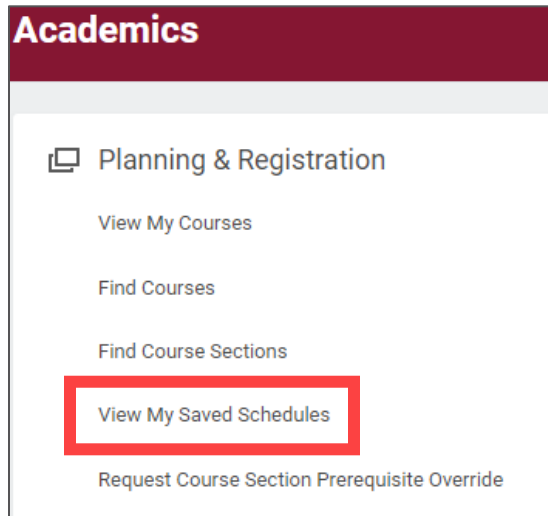 Academics
Planning & Registration
View My Courses
Find Courses
Find Course Sections
View My Saved Schedules
Request Course Section Prerequisite Override